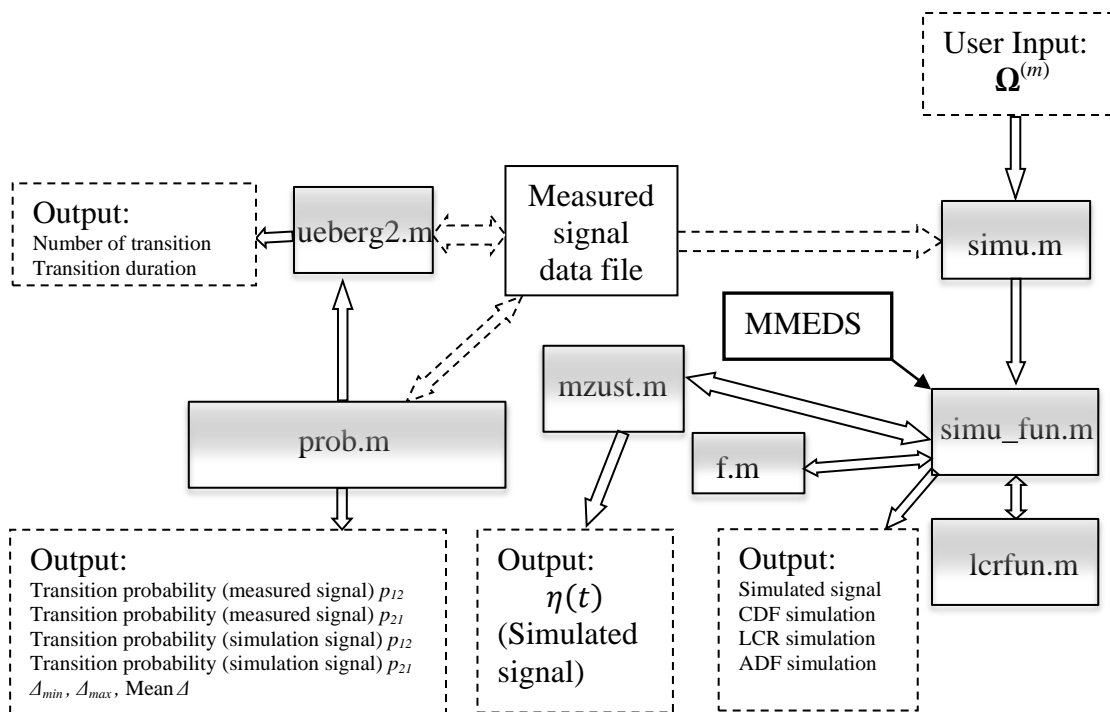 User Input:
𝛀(m)
Output:
Number of transition
Transition duration
ueberg2.m
Measured
signal
data file
simu.m
MMEDS
mzust.m
simu_fun.m
prob.m
f.m
lcrfun.m
Output:
Transition probability (measured signal) p12
Transition probability (measured signal) p21
Transition probability (simulation signal) p12
Transition probability (simulation signal) p21
Δmin, Δmax, Mean Δ
Output:
η(t)
(Simulated
signal)
Output:
Simulated signal
CDF simulation
LCR simulation
ADF simulation